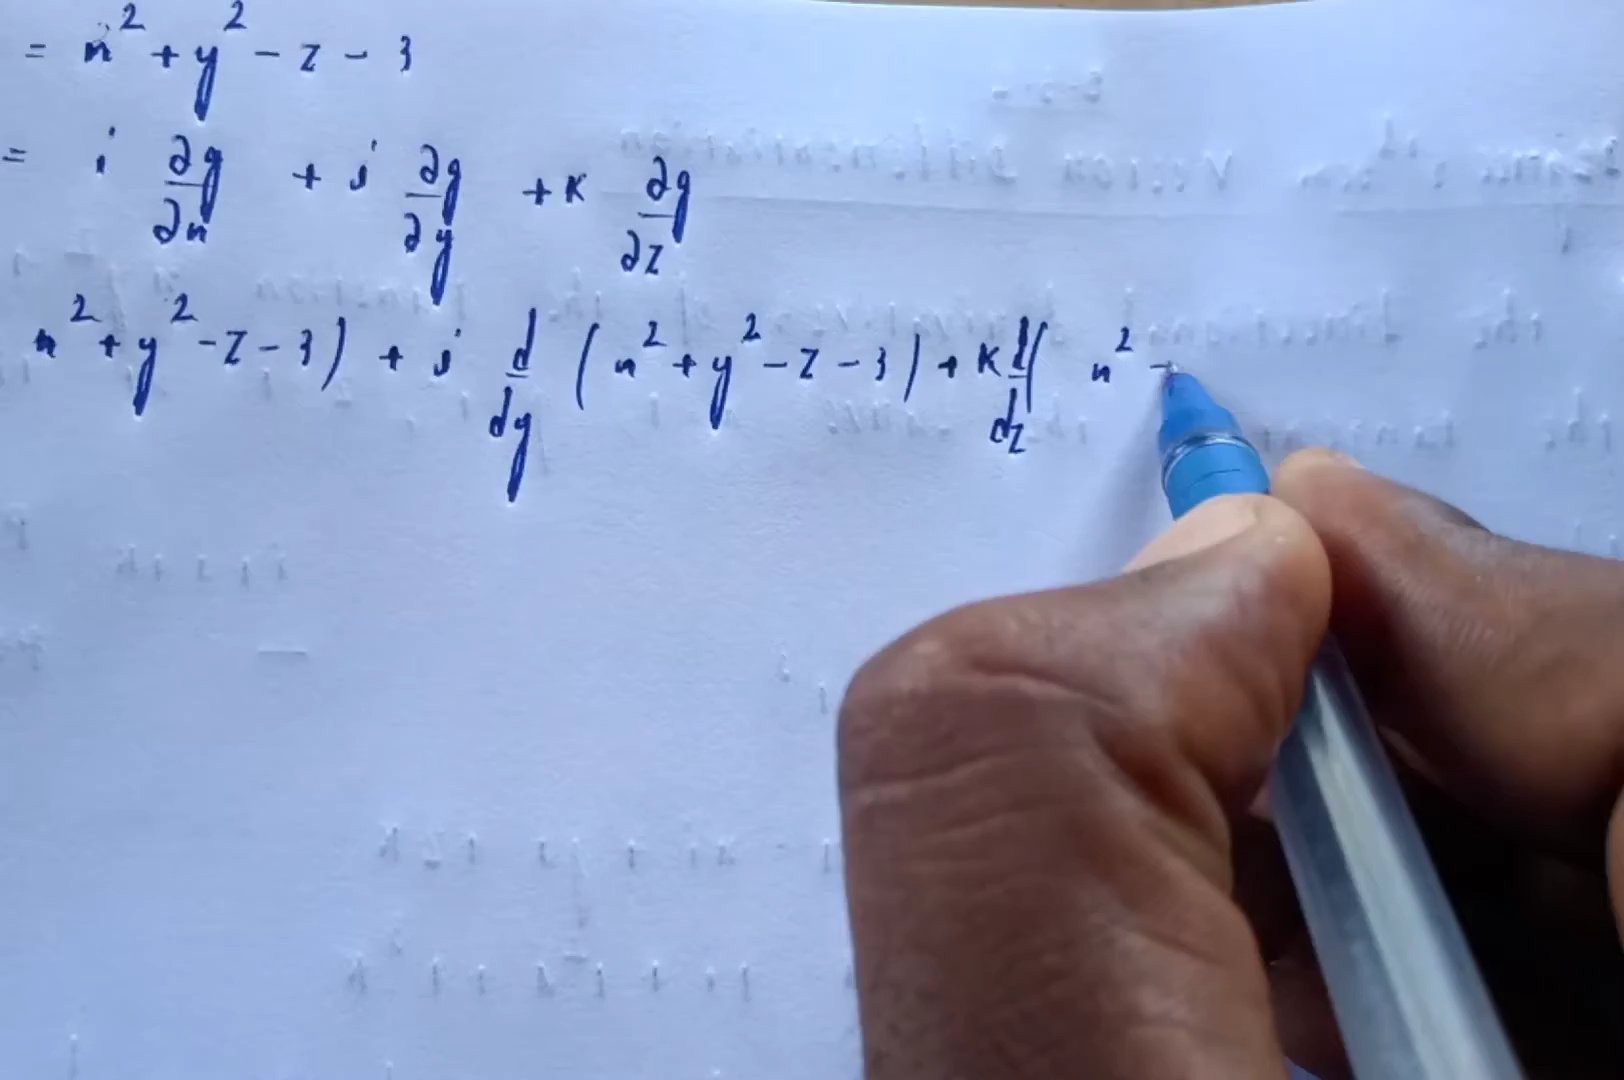 = x² + y² - z - 3
= i ∂g/∂x + j ∂g/∂y + k ∂g/∂z
x² + y² - z - 3) + j d/dy (x² + y² - z - 3) + k d/dz ( x² -